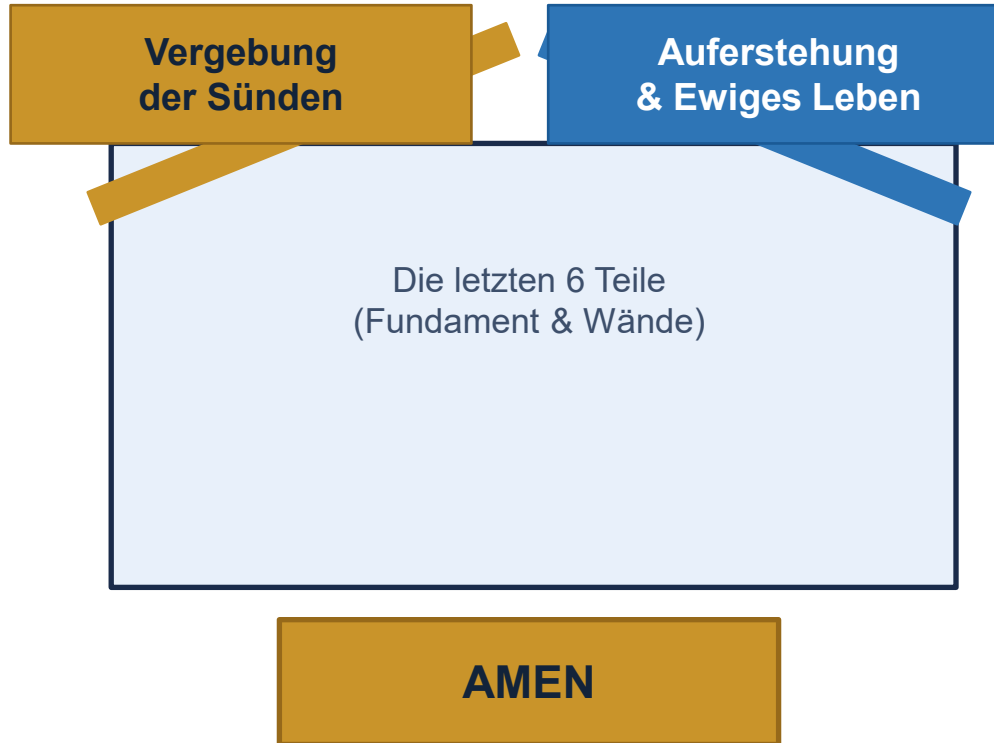 Vergebung
der Sünden
Auferstehung
& Ewiges Leben
Die letzten 6 Teile
(Fundament & Wände)
AMEN